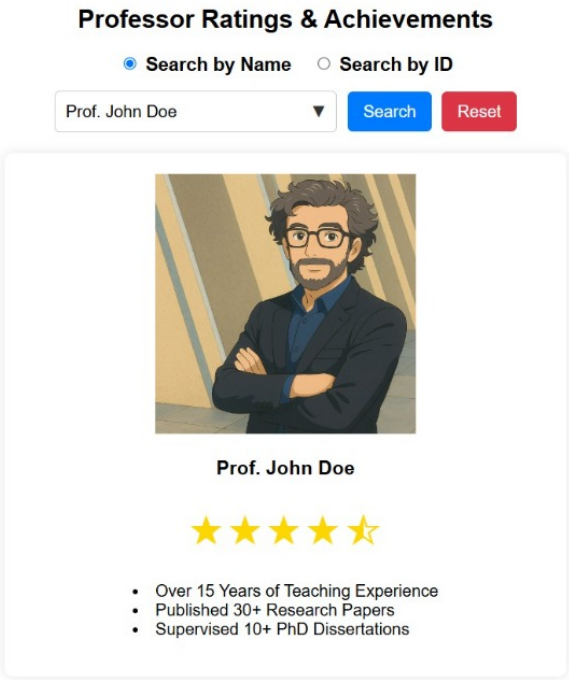 Professor Ratings & Achievements
Search by Name Search by ID
Prof. John Doe ▼ Search Reset
Prof. John Doe
• Over 15 Years of Teaching Experience
• Published 30+ Research Papers
• Supervised 10+ PhD Dissertations